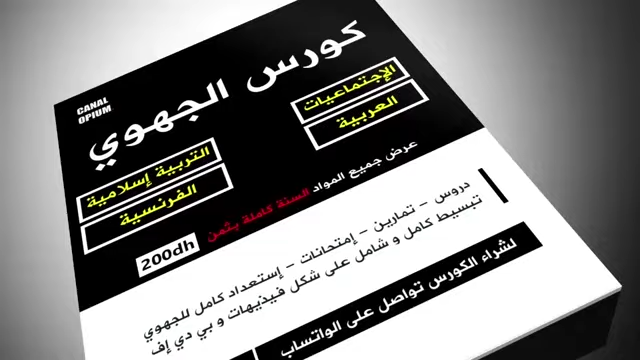 CANAL
OPIUM
كورس الجهوي
الإجتماعيات
العربية
التربية إسلامية
الفرنسية
عرض جميع المواد السنة كاملة بثمن
200dh
دروس - تمارين - إمتحانات - إستعداد كامل للجهوي
تبسيط كامل و شامل على شكل فيديهات و بي دي إف
لشراء الكورس تواصل على الواتساب